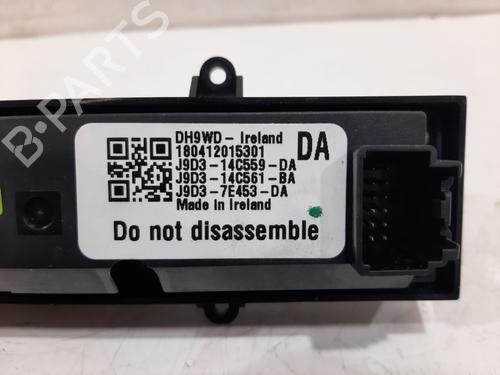 DH9WD - Ireland
180412015301
DA
J9D3-14C559-DA
J9D3-14C561-BA
J9D3-7E453-DA
Made in Ireland
Do not disassemble
B-PARTS